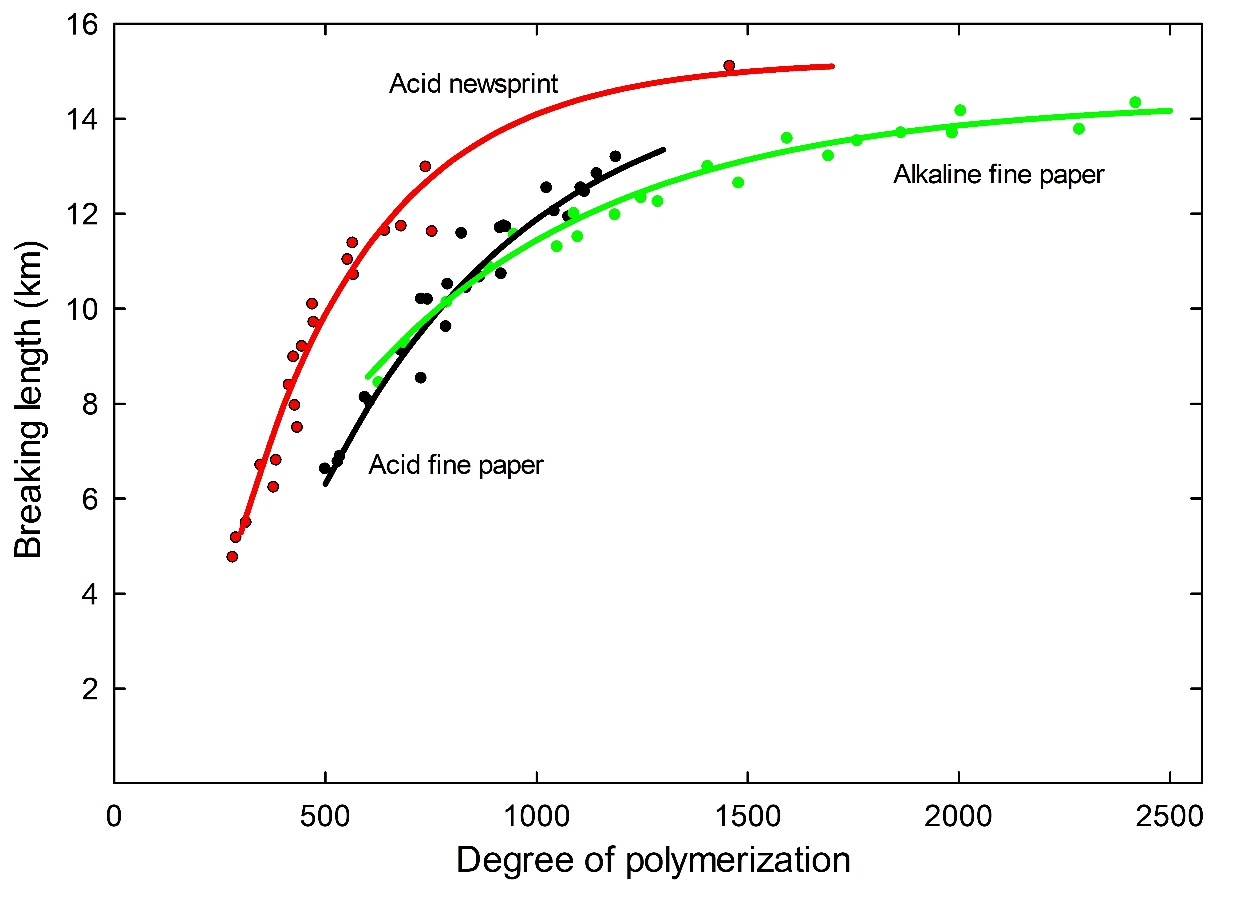 16
Acid newsprint
14
Alkaline fine paper
12
10
8
Acid fine paper
6
4
2
Breaking length (km)
0 500 1000 1500 2000 2500
Degree of polymerization